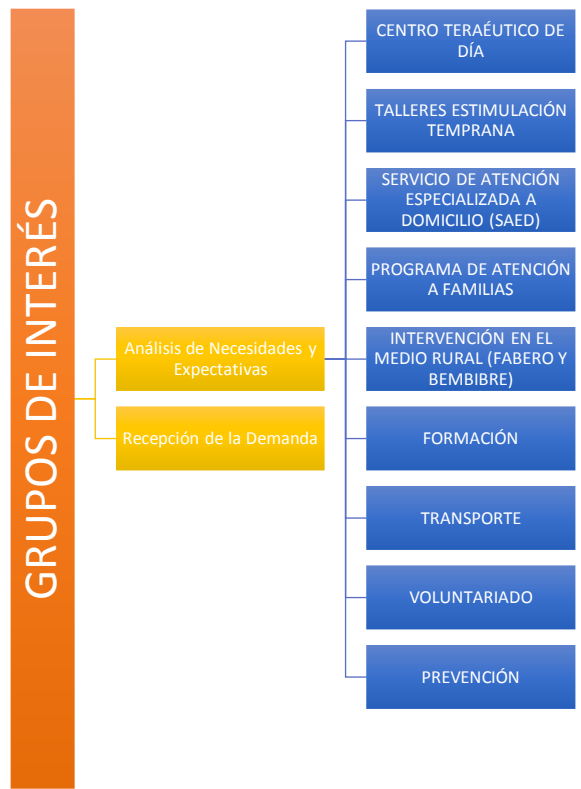 GRUPOS DE INTERÉS
Análisis de Necesidades y
Expectativas
Recepción de la Demanda
CENTRO TERAÉUTICO DE
DÍA
TALLERES ESTIMULACIÓN
TEMPRANA
SERVICIO DE ATENCIÓN
ESPECIALIZADA A
DOMICILIO (SAED)
PROGRAMA DE ATENCIÓN
A FAMILIAS
INTERVENCIÓN EN EL
MEDIO RURAL (FABERO Y
BEMBIBRE)
FORMACIÓN
TRANSPORTE
VOLUNTARIADO
PREVENCIÓN